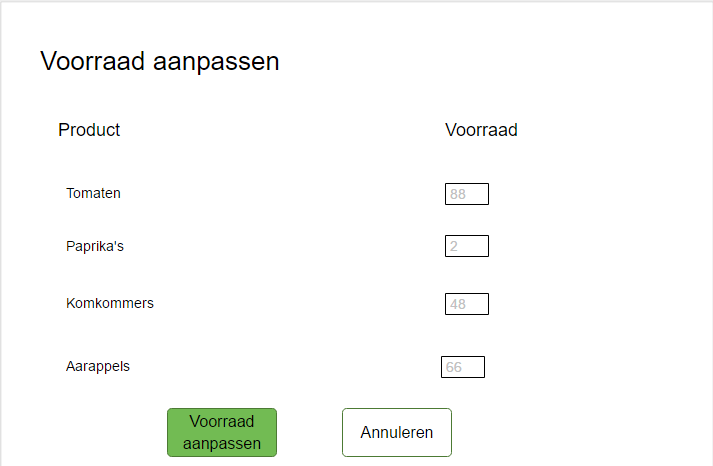 Voorraad aanpassen
Product Voorraad
Tomaten 88
Paprika's 2
Komkommers 48
Aarappels 66
Voorraad Annuleren
aanpassen